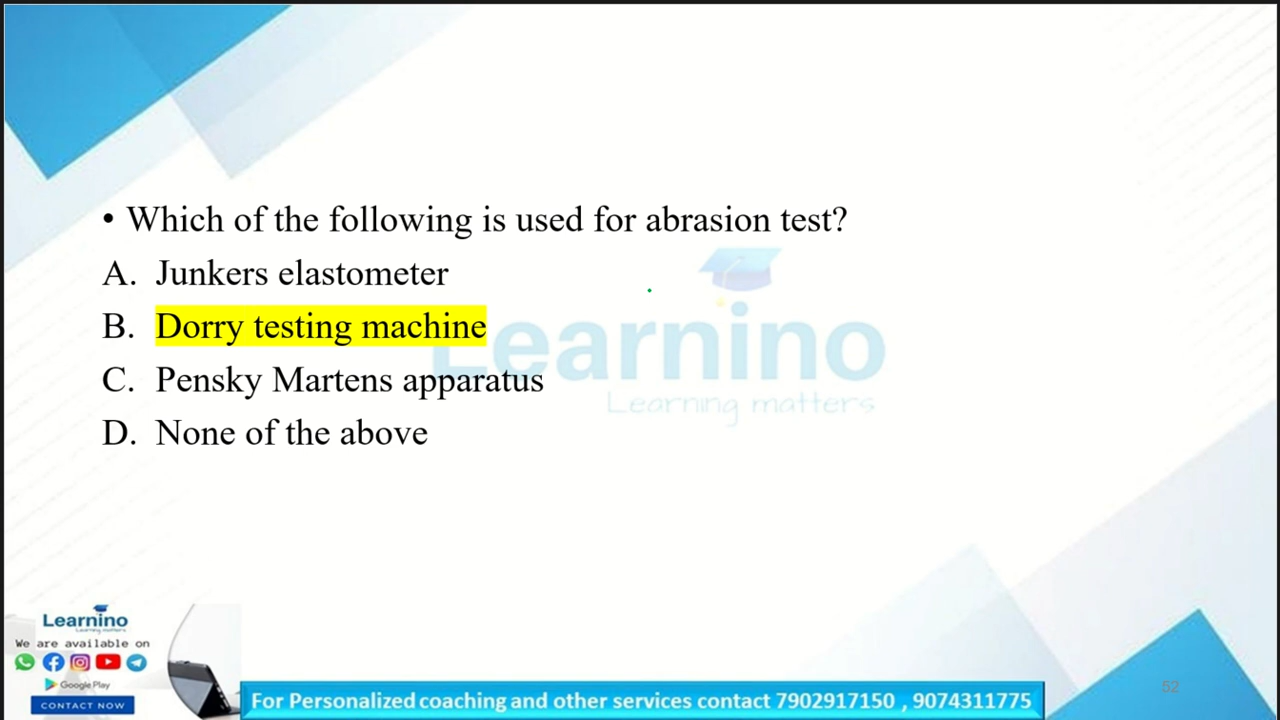 • Which of the following is used for abrasion test?
A. Junkers elastometer
B. Dorry testing machine
C. Pensky Martens apparatus
D. None of the above
Learnino
Learning matters
Learnino
Learning matters
We are available on
Google Play
CONTACT NOW
For Personalized coaching and other services contact 7902917150 , 9074311775
52